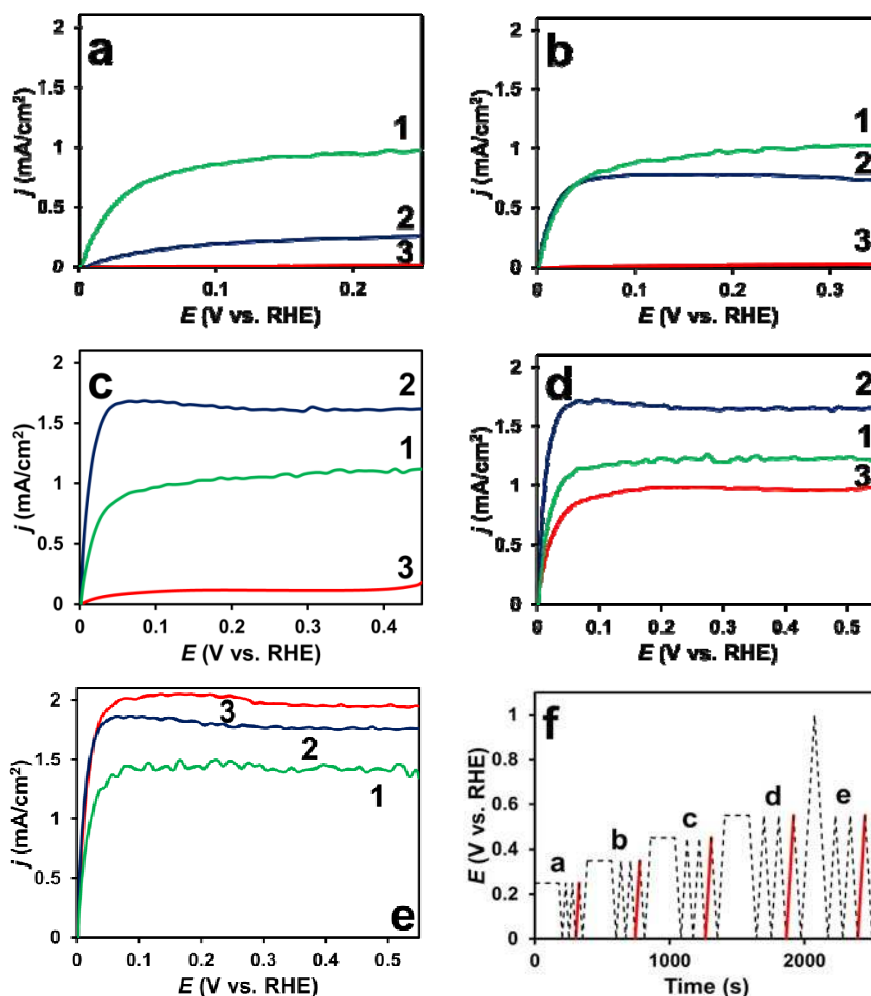 a
j (mA/cm²)
2
1.5
1
0.5
0
1
2
3
0 0.1 0.2
E (V vs. RHE)
b
j (mA/cm²)
2
1.5
1
0.5
0
1
2
3
0 0.1 0.2 0.3
E (V vs. RHE)
c
j (mA/cm²)
2
1.5
1
0.5
0
2
1
3
0 0.1 0.2 0.3 0.4
E (V vs. RHE)
d
j (mA/cm²)
2
1.5
1
0.5
0
2
1
3
0 0.1 0.2 0.3 0.4 0.5
E (V vs. RHE)
e
j (mA/cm²)
2
1.5
1
0.5
0
3
2
1
0 0.1 0.2 0.3 0.4 0.5
E (V vs. RHE)
f
E (V vs. RHE)
1
0.8
0.6
0.4
0.2
0
a
b
c
d
e
0 1000 2000
Time (s)